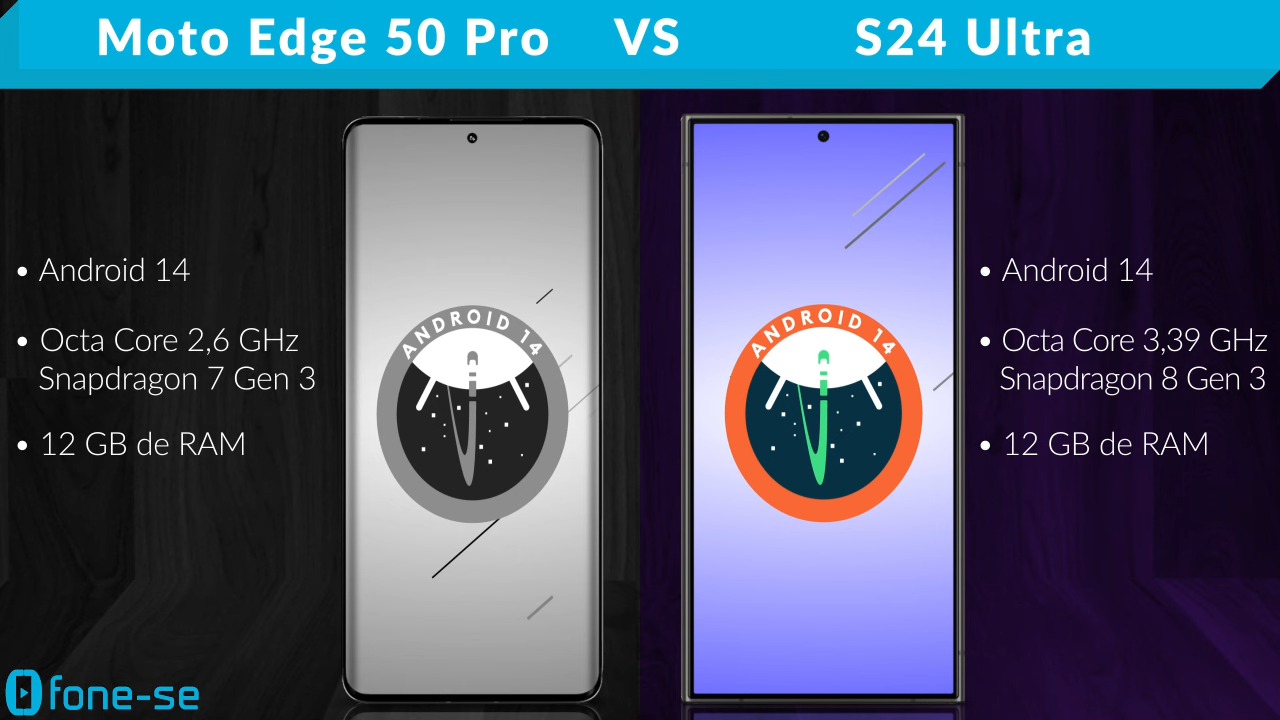 Moto Edge 50 Pro VS S24 Ultra
• Android 14
• Octa Core 2,6 GHz
Snapdragon 7 Gen 3
• 12 GB de RAM
ANDROID 14
ANDROID 14
• Android 14
• Octa Core 3,39 GHz
Snapdragon 8 Gen 3
• 12 GB de RAM
fone-se